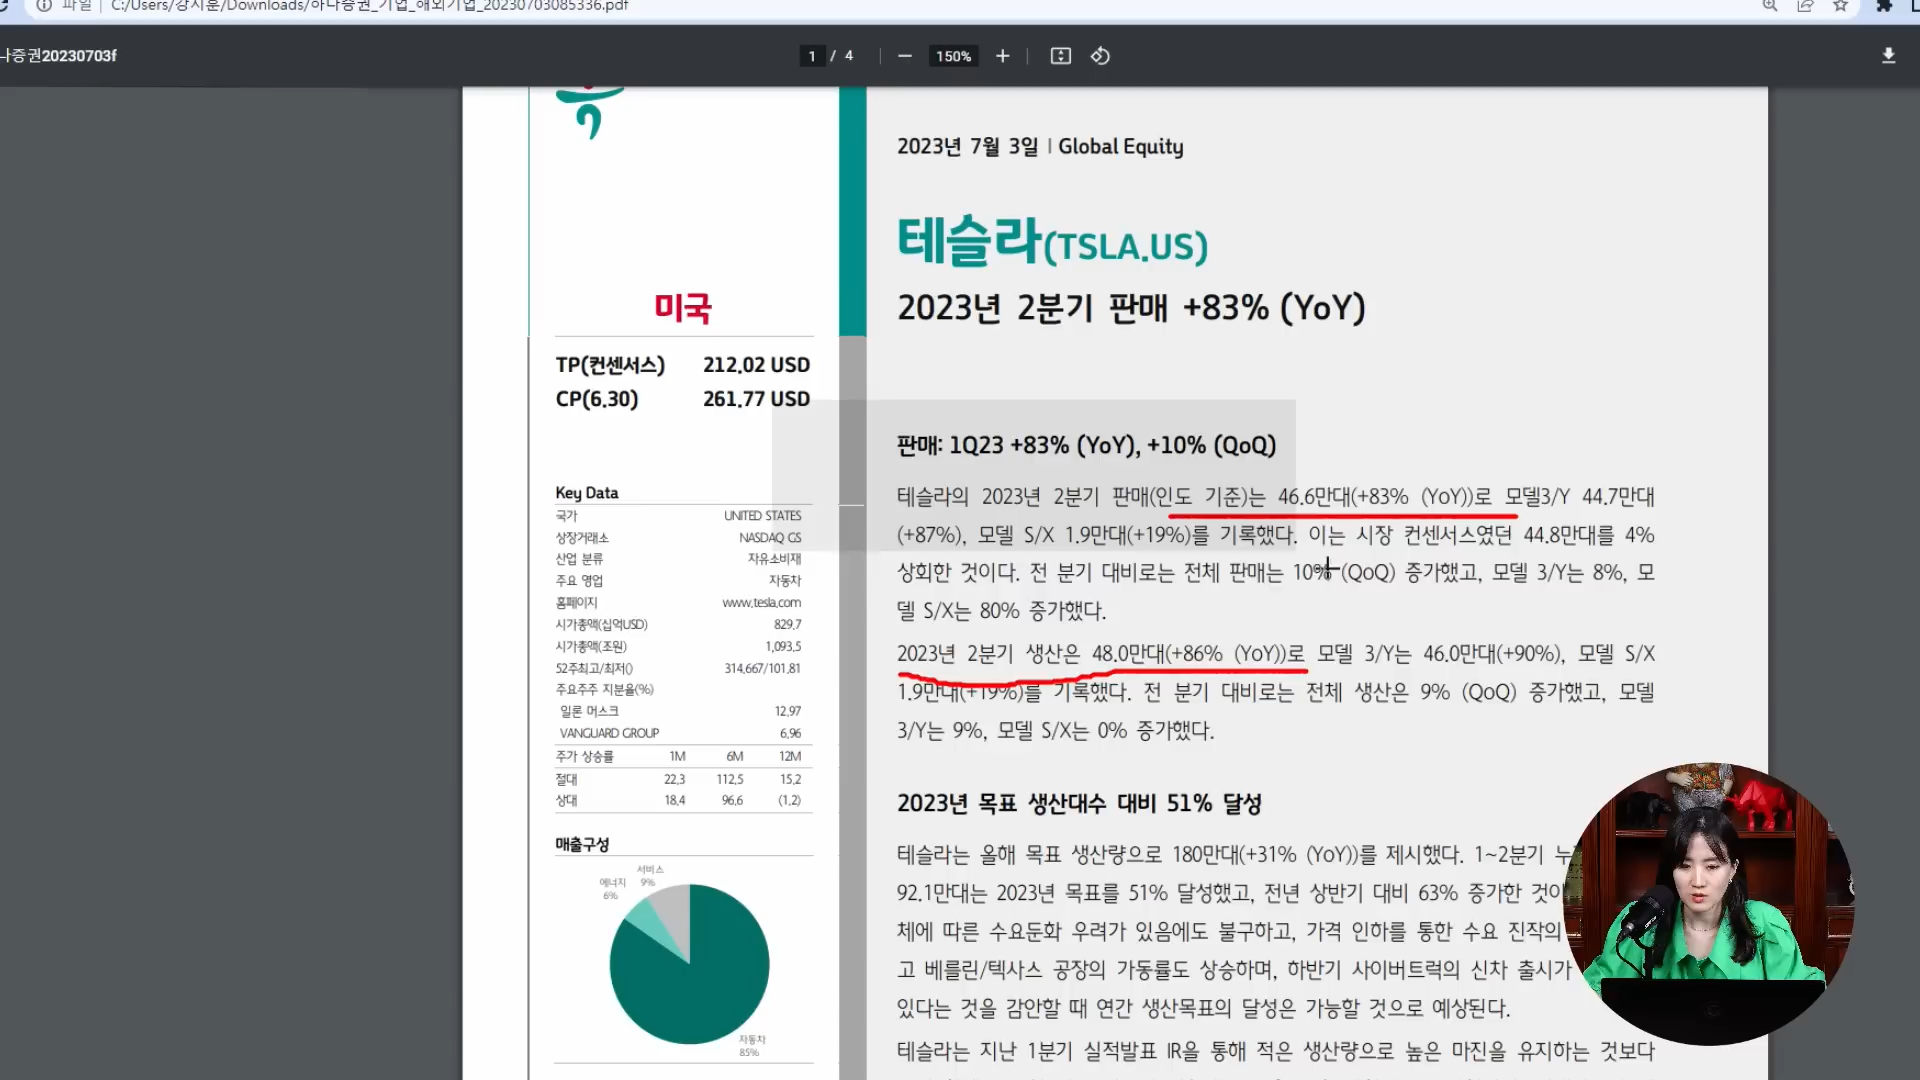 파일 C:/Users/강시훈/Downloads/하나증권_기업_해외기업_20230703085336.pdf
나증권20230703f
1 / 4
150%
2023년 7월 3일 | Global Equity
테슬라(TSLA.US)
2023년 2분기 판매 +83% (YoY)
미국
TP(컨센서스) 212.02 USD
CP(6.30) 261.77 USD
Key Data
국가 UNITED STATES
상장거래소 NASDAQ GS
산업 분류 자유소비재
주요 영업 자동차
홈페이지 www.tesla.com
시가총액(십억USD) 829.7
시가총액(조원) 1,093.5
52주최고/최저() 314.667/101.81
주요주주 지분율(%)
일론 머스크 12.97
VANGUARD GROUP 6.96
주가 상승률 1M 6M 12M
절대 22.3 112.5 15.2
상대 18.4 96.6 (1.2)
매출구성
서비스
9%
에너지
6%
자동차
85%
판매: 1Q23 +83% (YoY), +10% (QoQ)
테슬라의 2023년 2분기 판매(인도 기준)는 46.6만대(+83% (YoY))로 모델3/Y 44.7만대
(+87%), 모델 S/X 1.9만대(+19%)를 기록했다. 이는 시장 컨센서스였던 44.8만대를 4%
상회한 것이다. 전 분기 대비로는 전체 판매는 10% (QoQ) 증가했고, 모델 3/Y는 8%, 모
델 S/X는 80% 증가했다.
2023년 2분기 생산은 48.0만대(+86% (YoY))로 모델 3/Y는 46.0만대(+90%), 모델 S/X
1.9만대(+19%)를 기록했다. 전 분기 대비로는 전체 생산은 9% (QoQ) 증가했고, 모델
3/Y는 9%, 모델 S/X는 0% 증가했다.
2023년 목표 생산대수 대비 51% 달성
테슬라는 올해 목표 생산량으로 180만대(+31% (YoY))를 제시했다. 1~2분기
92.1만대는 2023년 목표를 51% 달성했고, 전년 상반기 대비 63% 증가한 것이
체에 따른 수요둔화 우려가 있음에도 불구하고, 가격 인하를 통한 수요 진작의
고 베를린/텍사스 공장의 가동률도 상승하며, 하반기 사이버트럭의 신차 출시가
있다는 것을 감안할 때 연간 생산목표의 달성은 가능할 것으로 예상된다.
테슬라는 지난 1분기 실적발표 IR을 통해 적은 생산량으로 높은 마진을 유지하는 것보다